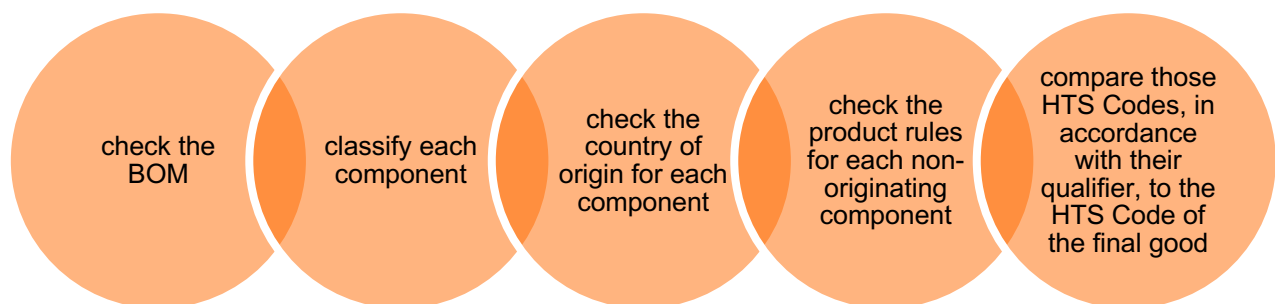 check the
BOM
classify each
component
check the
country of
origin for each
component
check the
product rules
for each non-
originating
component
compare those
HTS Codes, in
accordance
with their
qualifier, to the
HTS Code of
the final good